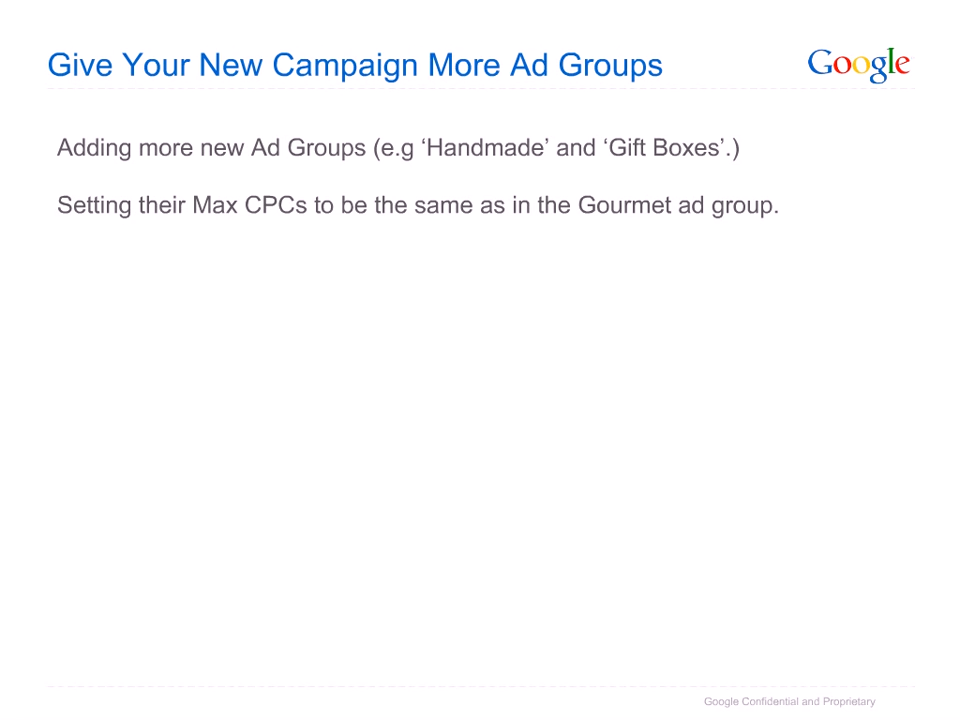 Give Your New Campaign More Ad Groups
Google
Adding more new Ad Groups (e.g ‘Handmade’ and ‘Gift Boxes’.)
Setting their Max CPCs to be the same as in the Gourmet ad group.
Google Confidential and Proprietary